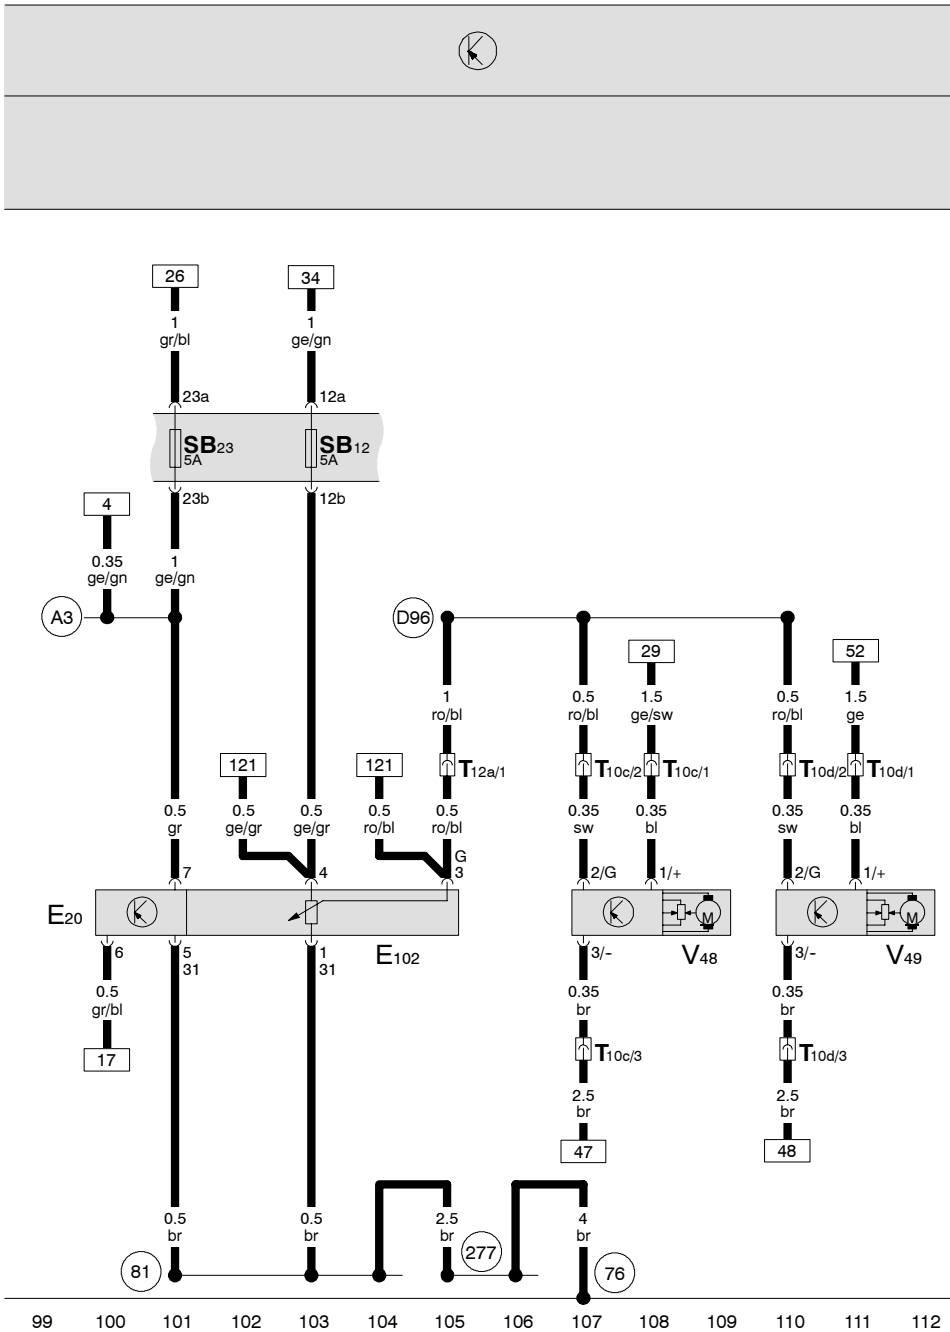 26 34
1 1
gr/bl ge/gn
23a 12a
SB23 SB12
5A 5A
4 23b 12b
0.35 1
ge/gn ge/gn
A3 D96
29 52
1 0.5 1.5 0.5 1.5
ro/bl ro/bl ge/sw ro/bl ge
121 121 T12a/1 T10c/2 T10c/1 T10d/2 T10d/1
0.5 0.5 0.5 0.5 0.5 0.35 0.35 0.35 0.35
gr ge/gr ge/gr ro/bl ro/bl sw bl sw bl
G
7 4 3 2/G 1/+ 2/G 1/+
E20 M M
6 5 1 E102 3/- V48 3/- V49
31 31
0.5 0.35 0.35
gr/bl br br
17 T10c/3 T10d/3
2.5 2.5
br br
47 48
0.5 0.5 2.5 4
br br br br
81 277 76
99 100 101 102 103 104 105 106 107 108 109 110 111 112